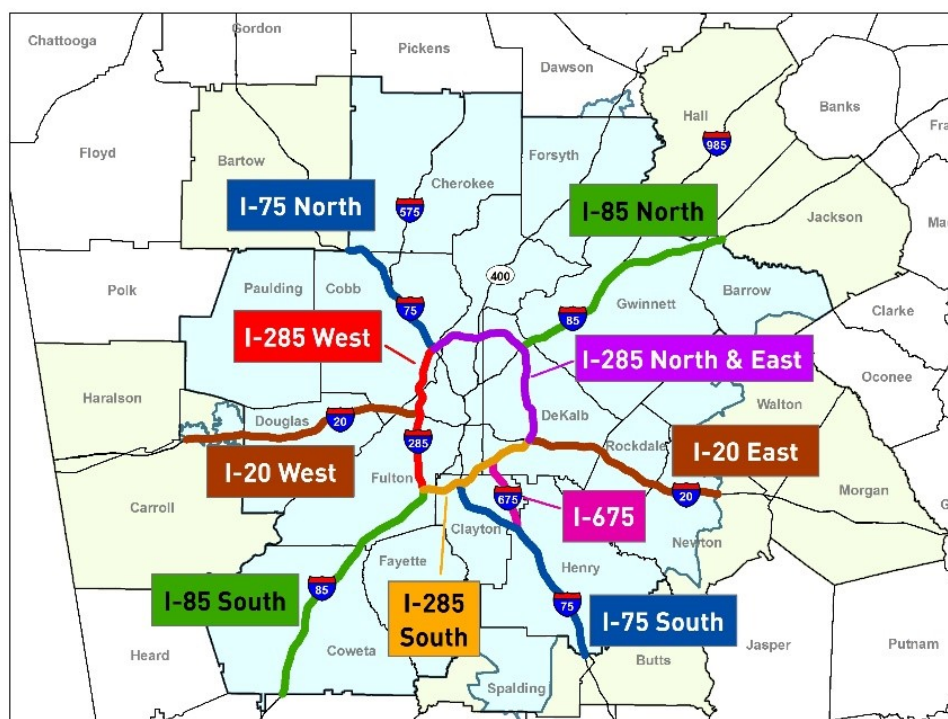 Chattooga
Gordon
Pickens
Dawson
Banks
Hall
Floyd
Bartow
Cherokee
Forsyth
985
I-75 North
575
I-85 North
Jackson
400
Polk
Paulding
Cobb
75
85
Gwinnett
Barrow
Clarke
I-285 West
I-285 North & East
Oconee
Haralson
Douglas
20
285
DeKalb
Walton
Rockdale
I-20 West
I-20 East
Fulton
20
Carroll
675
I-675
Morgan
Clayton
Newton
Fayette
Henry
I-85 South
85
I-285
South
75
I-75 South
Heard
Coweta
Spalding
Butts
Jasper
Putnam